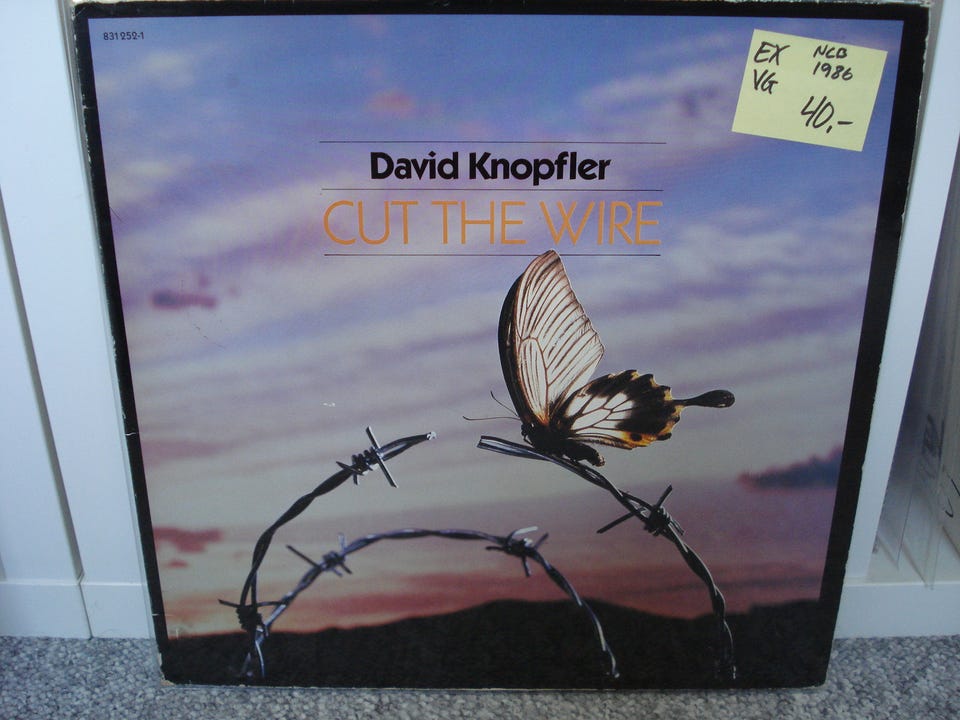 831 252-1
EX NCB
VG 1986
40,-
David Knopfler
CUT THE WIRE